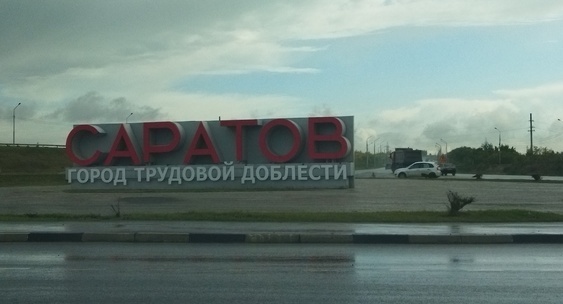 САРАТОВ
ГОРОД ТРУДОВОЙ ДОБЛЕСТИ